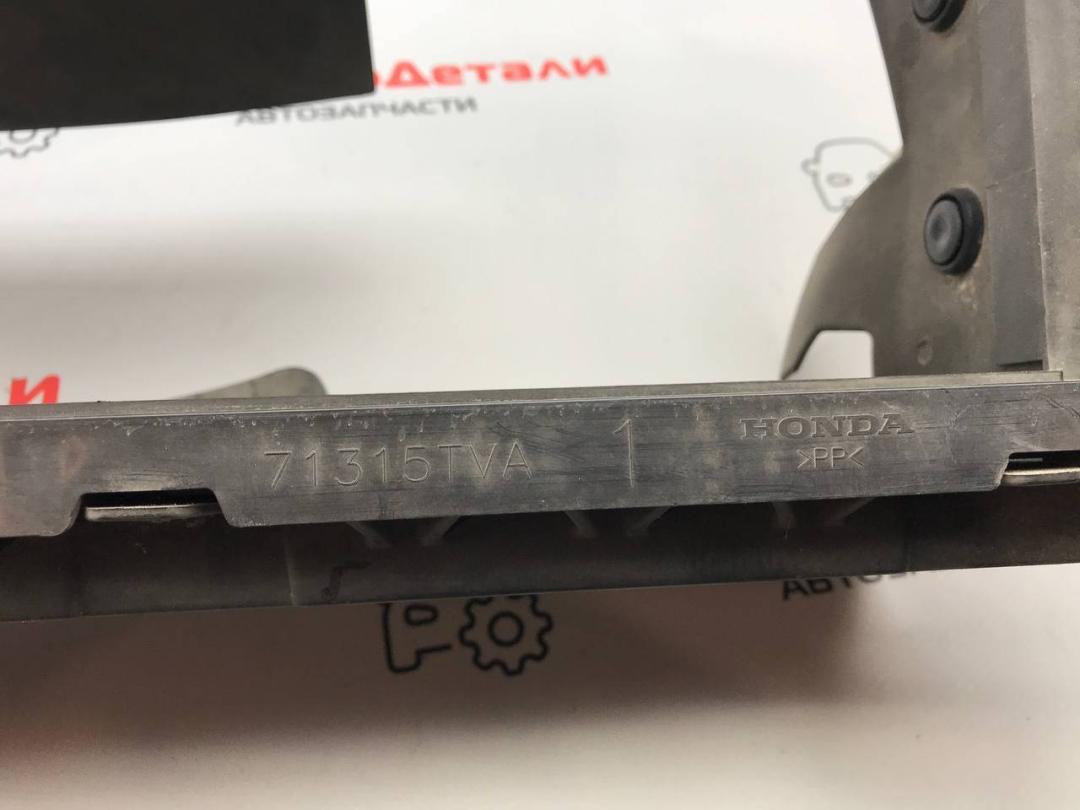 оДетали
АВТОЗАПЧАСТИ
и
71315TVA 1 HONDA
>PP<